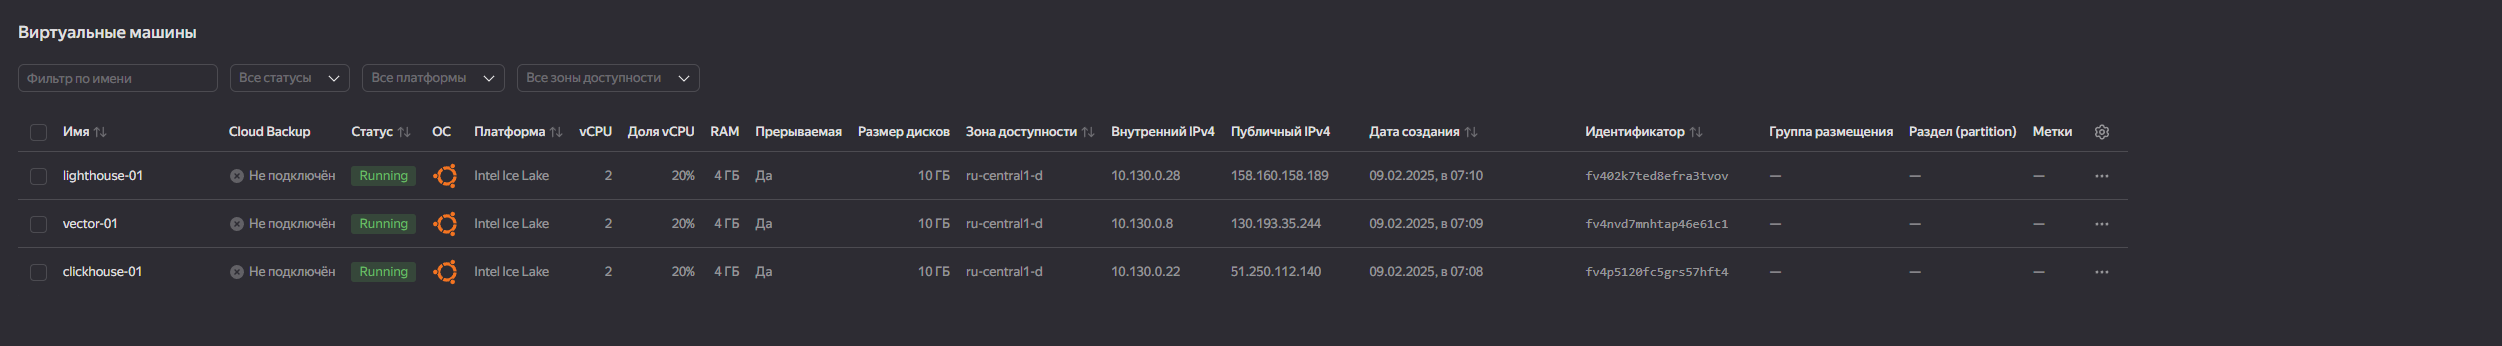 Виртуальные машины
Фильтр по имени Все статусы Все платформы Все зоны доступности
Имя Cloud Backup Статус ОС Платформа vCPU Доля vCPU RAM Прерываемая Размер дисков Зона доступности Внутренний IPv4 Публичный IPv4 Дата создания Идентификатор Группа размещения Раздел (partition) Метки
lighthouse-01 Не подключён Running Intel Ice Lake 2 20% 4 ГБ Да 10 ГБ ru-central1-d 10.130.0.28 158.160.158.189 09.02.2025, в 07:10 fv402k7ted8efra3tvov — — — ···
vector-01 Не подключён Running Intel Ice Lake 2 20% 4 ГБ Да 10 ГБ ru-central1-d 10.130.0.8 130.193.35.244 09.02.2025, в 07:09 fv4nvd7mnhtap46e61c1 — — — ···
clickhouse-01 Не подключён Running Intel Ice Lake 2 20% 4 ГБ Да 10 ГБ ru-central1-d 10.130.0.22 51.250.112.140 09.02.2025, в 07:08 fv4p5120fc5grs57hft4 — — — ···